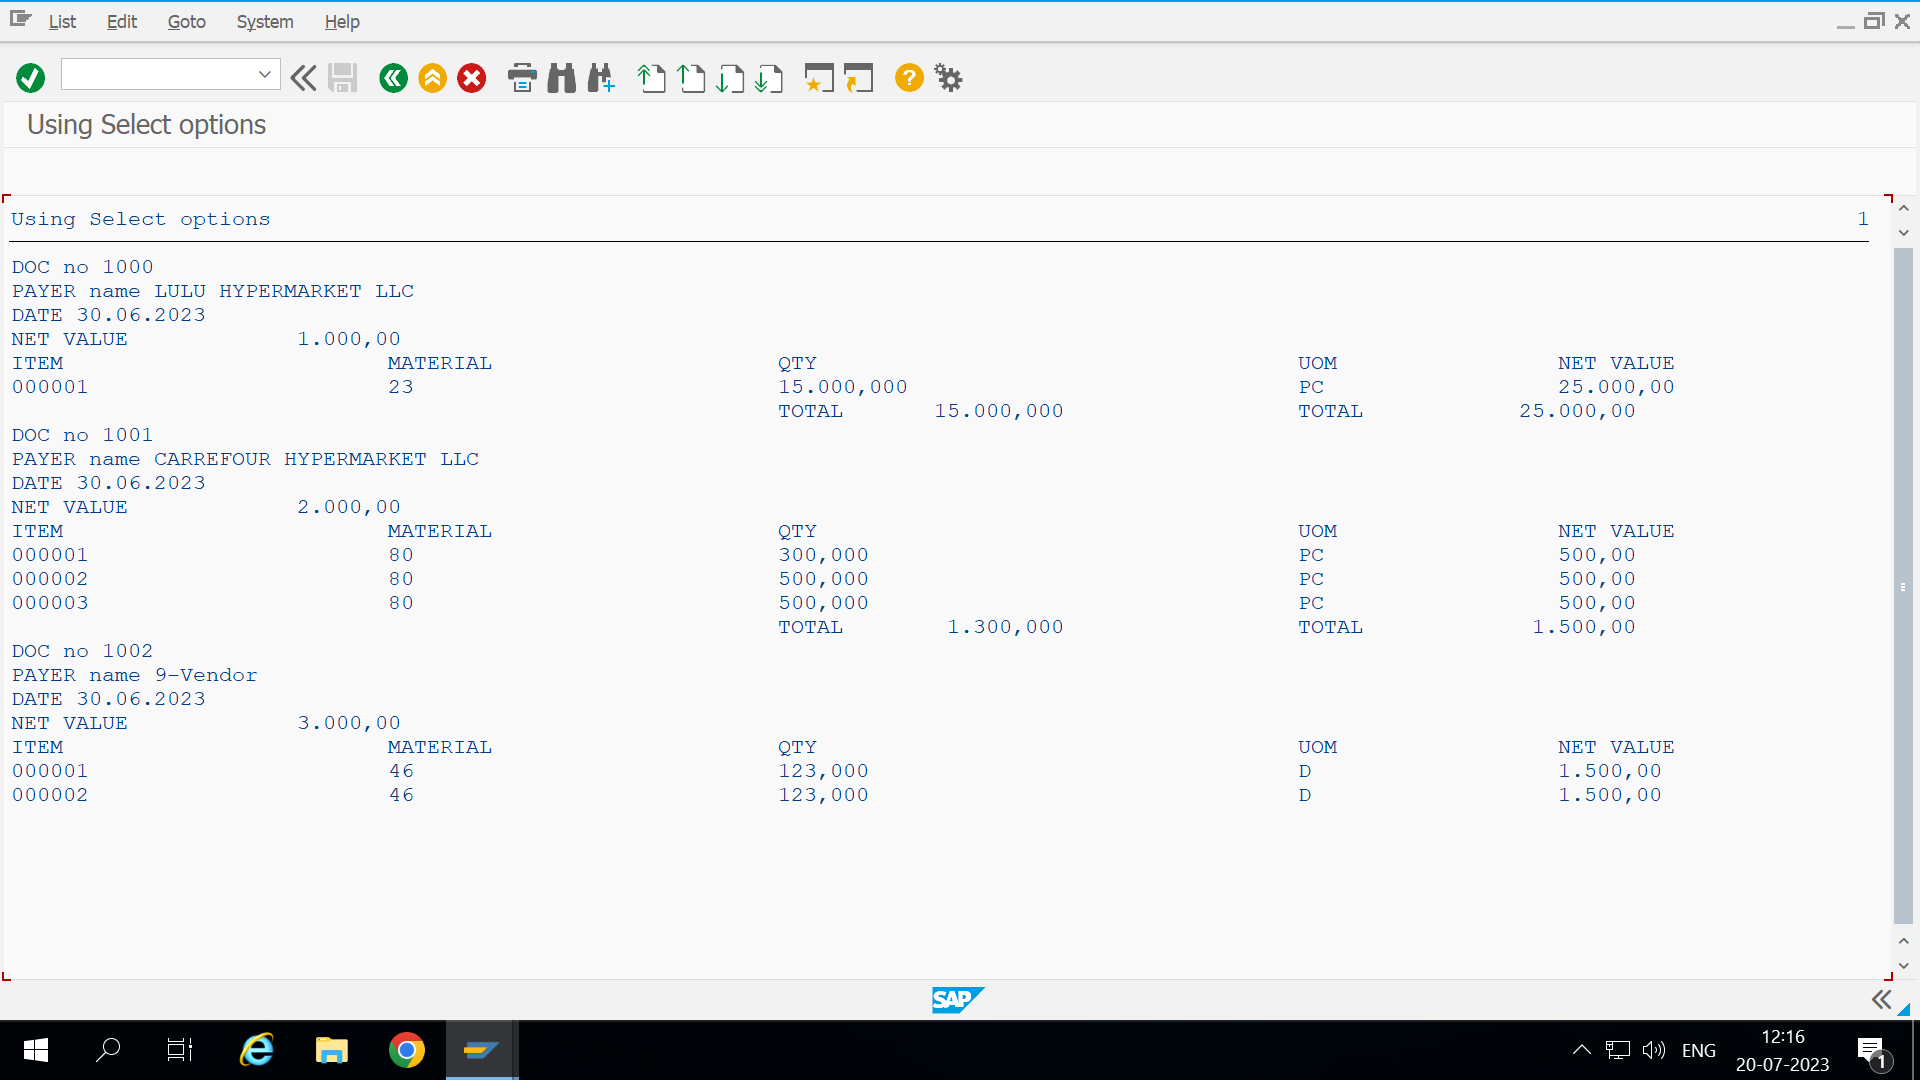 List Edit Goto System Help
Using Select options
Using Select options 1
DOC no 1000
PAYER name LULU HYPERMARKET LLC
DATE 30.06.2023
NET VALUE 1.000,00
ITEM MATERIAL QTY UOM NET VALUE
000001 23 15.000,000 PC 25.000,00
TOTAL 15.000,000 TOTAL 25.000,00
DOC no 1001
PAYER name CARREFOUR HYPERMARKET LLC
DATE 30.06.2023
NET VALUE 2.000,00
ITEM MATERIAL QTY UOM NET VALUE
000001 80 300,000 PC 500,00
000002 80 500,000 PC 500,00
000003 80 500,000 PC 500,00
TOTAL 1.300,000 TOTAL 1.500,00
DOC no 1002
PAYER name 9-Vendor
DATE 30.06.2023
NET VALUE 3.000,00
ITEM MATERIAL QTY UOM NET VALUE
000001 46 123,000 D 1.500,00
000002 46 123,000 D 1.500,00
SAP
ENG
12:16
20-07-2023
1